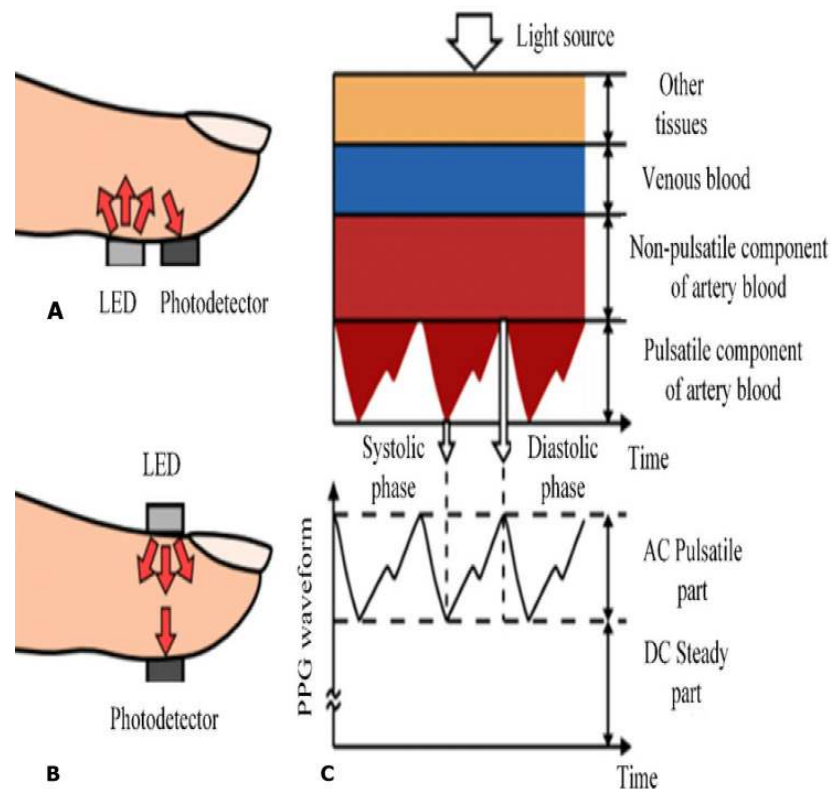 LED Photodetector
A
LED
Photodetector
B
Light source
Other
tissues
Venous blood
Non-pulsatile component
of artery blood
Pulsatile component
of artery blood
Systolic
phase
Diastolic
phase
Time
PPG waveform
AC Pulsatile
part
DC Steady
part
C
Time